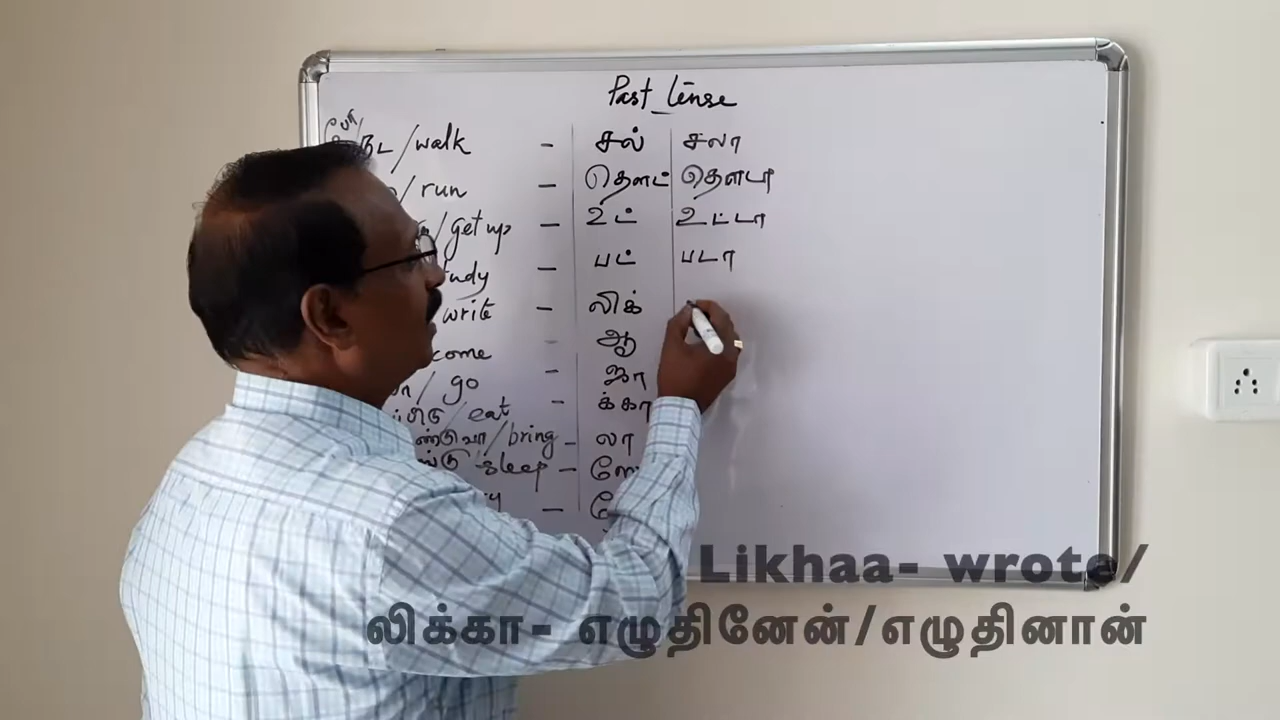 Past Tense
நட/walk - சல் சலா
/run - தௌட் தௌடா
/get up - உட் உட்டா
- பட் படா
write - லிக்
come - ஆ
/go - ஜா
/eat - க்கா
/bring - லா
sleep -
-
Likhaa- wrote/
லிக்கா- எழுதினேன்/எழுதினான்